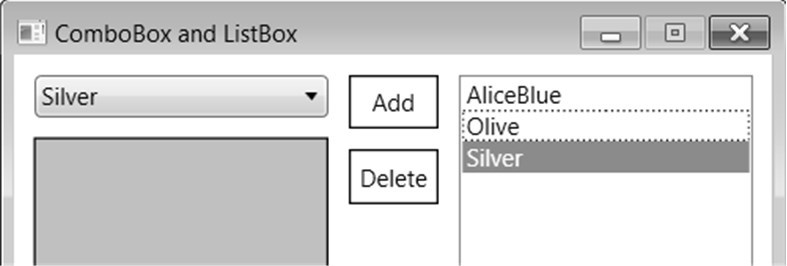 ComboBox and ListBox
Silver
Add
Delete
AliceBlue
Olive
Silver